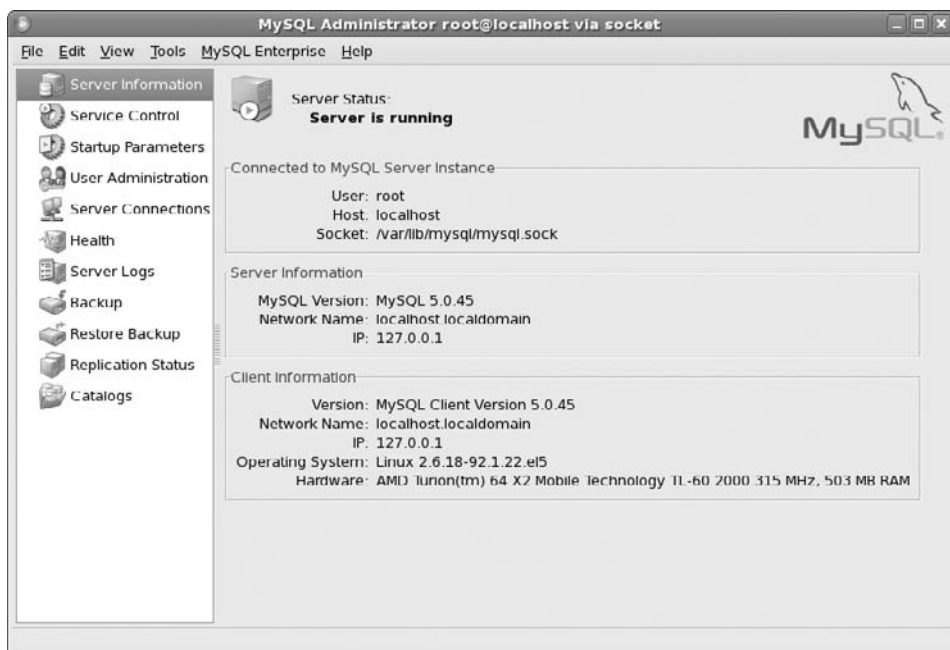 MySQL Administrator root@localhost via socket
File Edit View Tools MySQL Enterprise Help
Server Information
Service Control
Startup Parameters
User Administration
Server Connections
Health
Server Logs
Backup
Restore Backup
Replication Status
Catalogs
Server Status:
Server is running
MySQL.
Connected to MySQL Server Instance
User: root
Host: localhost
Socket: /var/lib/mysql/mysql.sock
Server Information
MySQL Version: MySQL 5.0.45
Network Name: localhost.localdomain
IP: 127.0.0.1
Client Information
Version: MySQL Client Version 5.0.45
Network Name: localhost.localdomain
IP: 127.0.0.1
Operating System: Linux 2.6.18-92.1.22.el5
Hardware: AMD Turion(tm) 64 X2 Mobile Technology TL-60 2000.315 MHz, 503 MB RAM